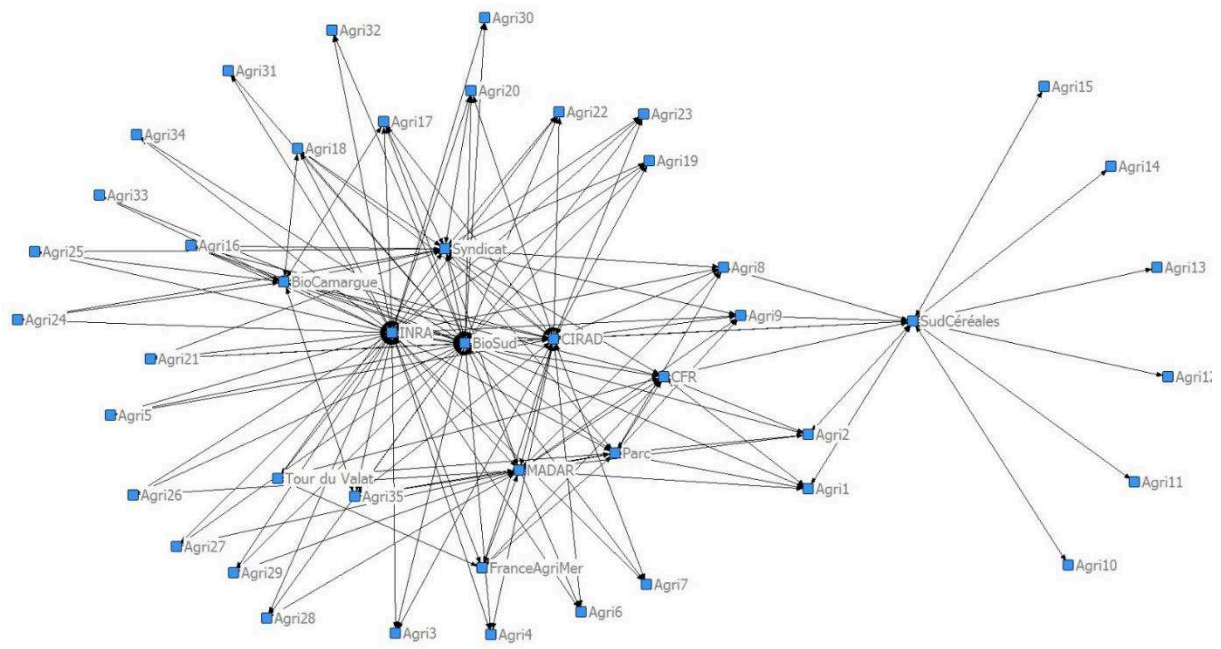 Agri30
Agri32
Agri31
Agri20
Agri15
Agri22
Agri23
Agri17
Agri34
Agri18
Agri19
Agri14
Agri33
Agri16
Syndicat
Agri25
Agri8
Agri13
BioCamargue
Agri9
Agri24
SudCéréales
INRA
BioSud
CIRAD
Agri21
CFR
Agri12
Agri5
Agri2
Parc
MADAR
Tour du Valat
Agri11
Agri1
Agri26
Agri35
Agri27
Agri10
FranceAgriMer
Agri29
Agri7
Agri6
Agri28
Agri3
Agri4